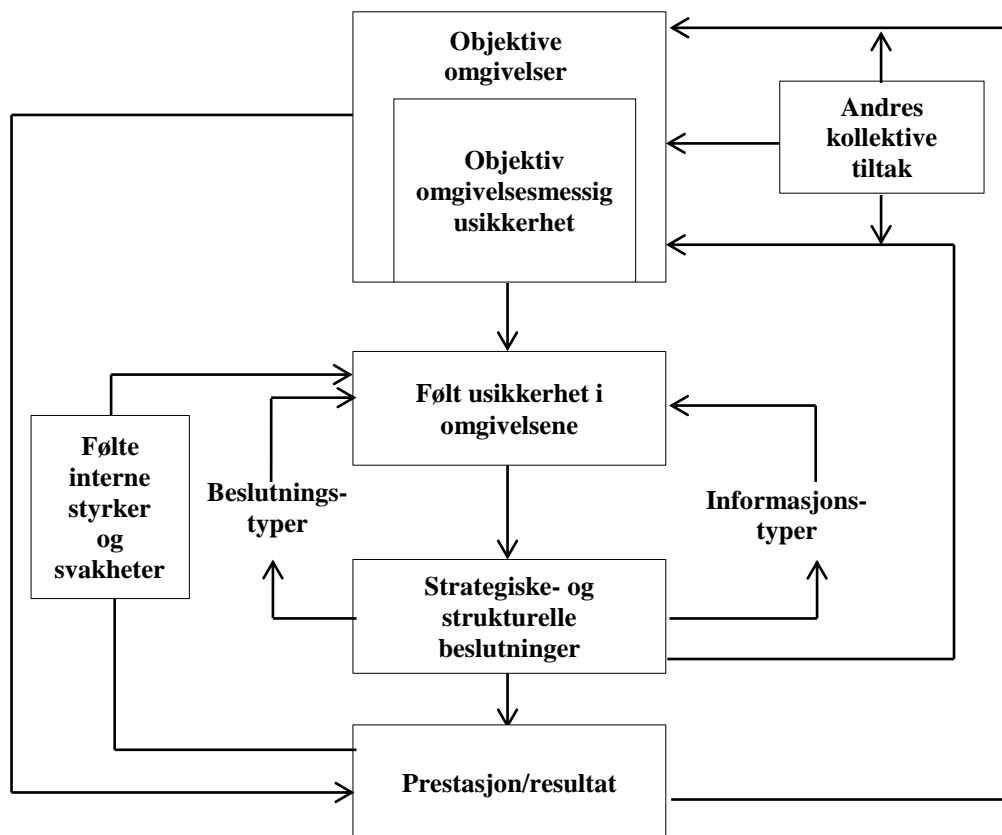 Objektive
omgivelser
Andres
kollektive
tiltak
Objektiv
omgivelsesmessig
usikkerhet
Følt usikkerhet i
omgivelsene
Følte
interne
styrker
og
svakheter
Beslutnings-
typer
Informasjons-
typer
Strategiske- og
strukturelle
beslutninger
Prestasjon/resultat